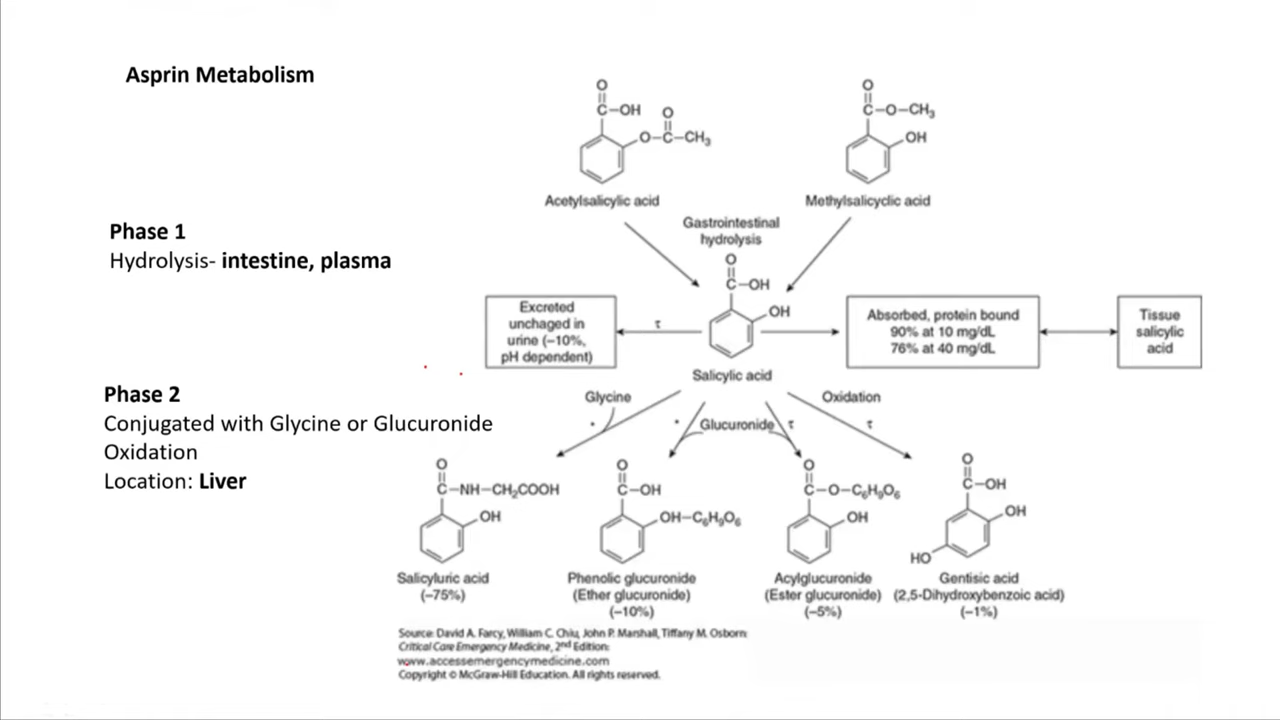 Asprin Metabolism
O
C–OH
O
O–C–CH₃
Acetylsalicylic acid
O
C–O–CH₃
OH
Methylsalicyclic acid
Phase 1
Hydrolysis- intestine, plasma
Gastrointestinal
hydrolysis
O
C–OH
OH
Salicylic acid
Excreted
unchaged in
urine (~10%,
pH dependent)
τ
Absorbed, protein bound
90% at 10 mg/dL
76% at 40 mg/dL
Tissue
salicylic
acid
Phase 2
Conjugated with Glycine or Glucuronide
Oxidation
Location: Liver
Glycine
*
*
Glucuronide
τ
Oxidation
τ
O
C–NH–CH₂COOH
OH
Salicyluric acid
(~75%)
O
C–OH
OH–C₆H₉O₆
Phenolic glucuronide
(Ether glucuronide)
(~10%)
O
C–O–C₆H₉O₆
OH
Acylglucuronide
(Ester glucuronide)
(~5%)
O
C–OH
OH
HO
Gentisic acid
(2,5-Dihydroxybenzoic acid)
(~1%)
Source: David A. Farcy, William C. Chiu, John P. Marshall, Tiffany M. Osborn:
Critical Care Emergency Medicine, 2nd Edition:
www.accessemergencymedicine.com
Copyright © McGraw-Hill Education. All rights reserved.